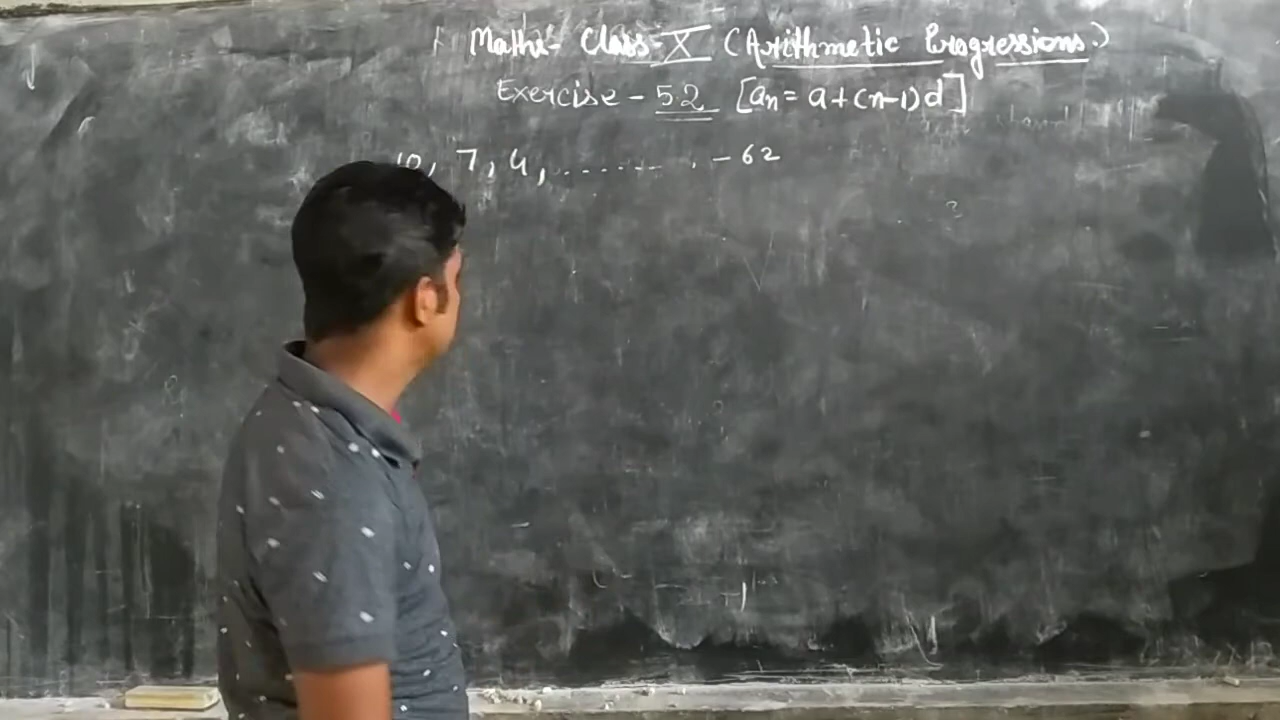 Maths- Class-X (Arithmetic Progressions.)
Exercise - 5.2 [an = a + (n-1)d]
10, 7, 4, ........ , -62